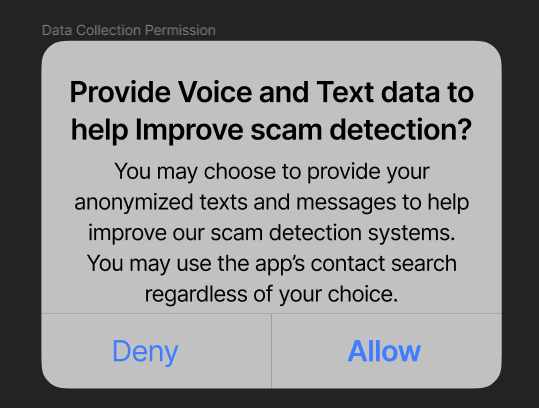 Data Collection Permission
Provide Voice and Text data to
help Improve scam detection?
You may choose to provide your
anonymized texts and messages to help
improve our scam detection systems.
You may use the app's contact search
regardless of your choice.
Deny
Allow